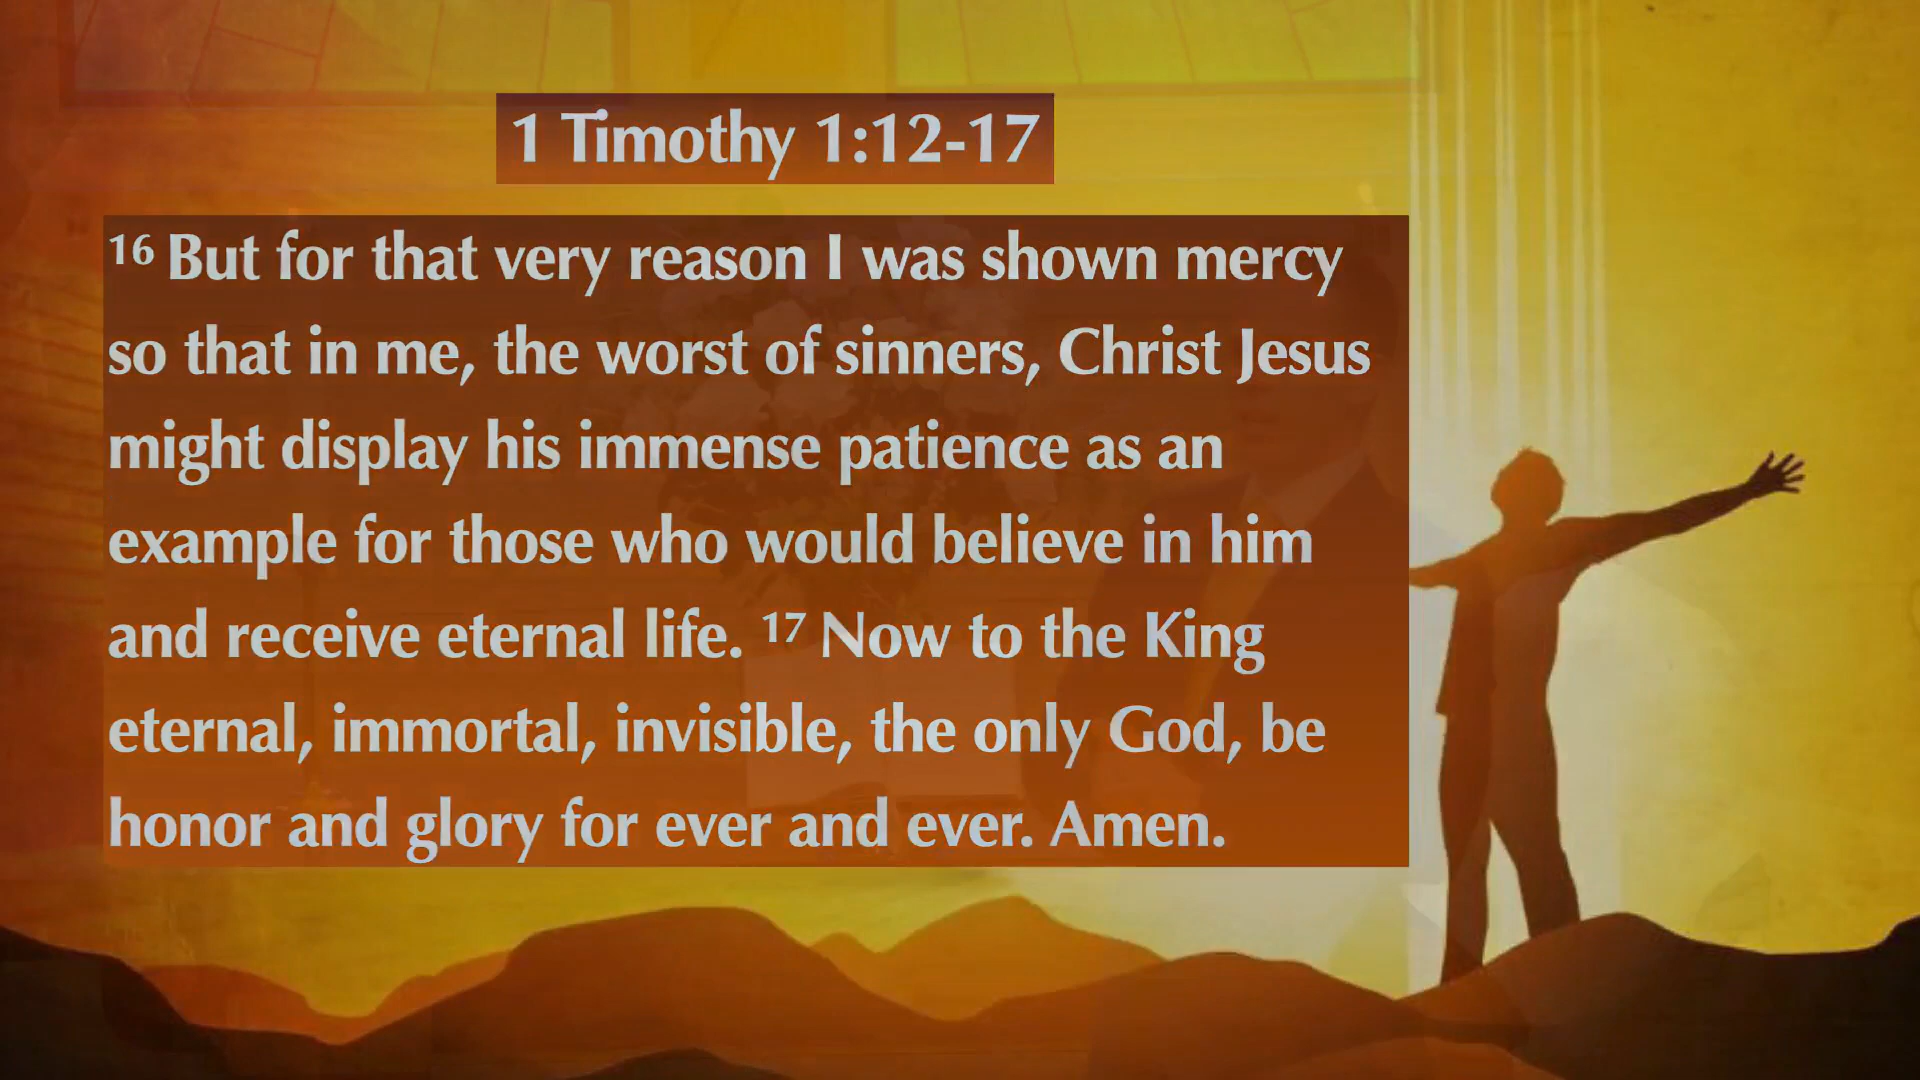 1 Timothy 1:12-17
16 But for that very reason I was shown mercy
so that in me, the worst of sinners, Christ Jesus
might display his immense patience as an
example for those who would believe in him
and receive eternal life. 17 Now to the King
eternal, immortal, invisible, the only God, be
honor and glory for ever and ever. Amen.